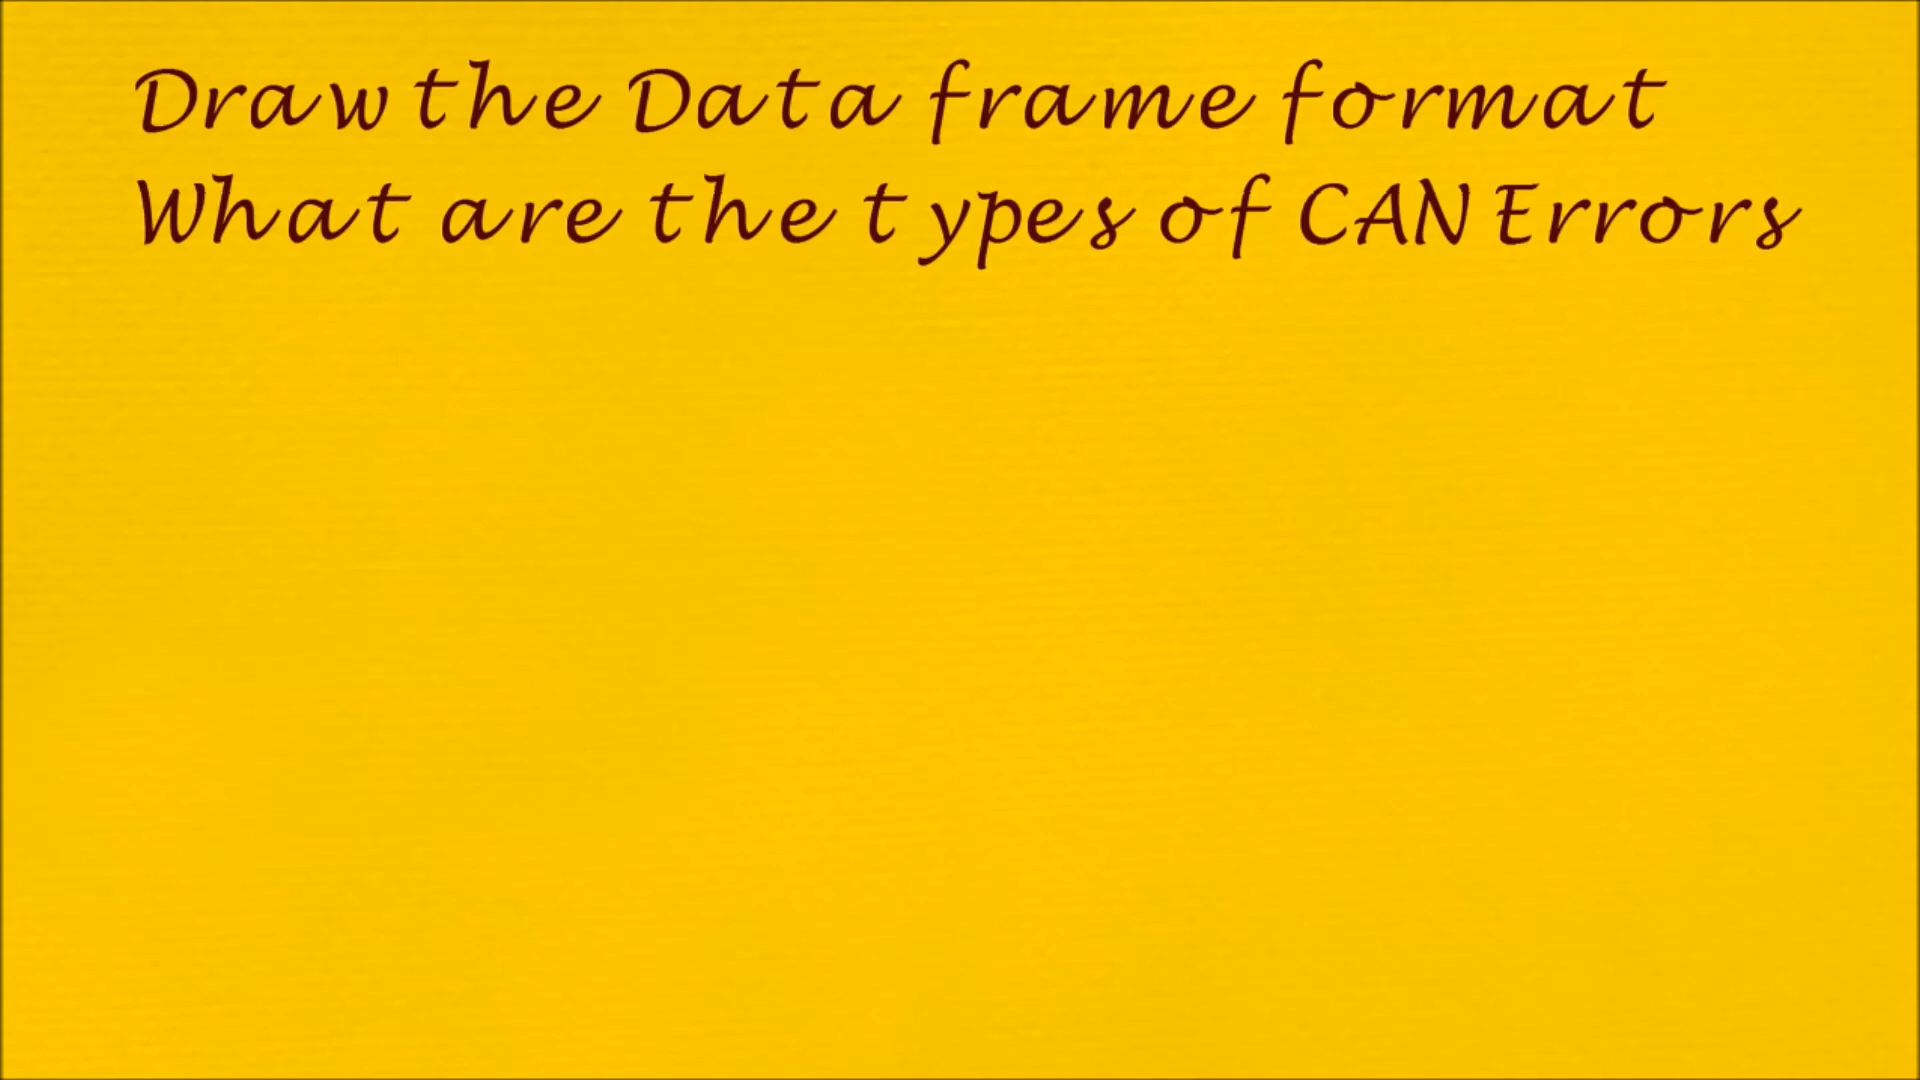 Draw the Data frame format
What are the types of CAN Errors